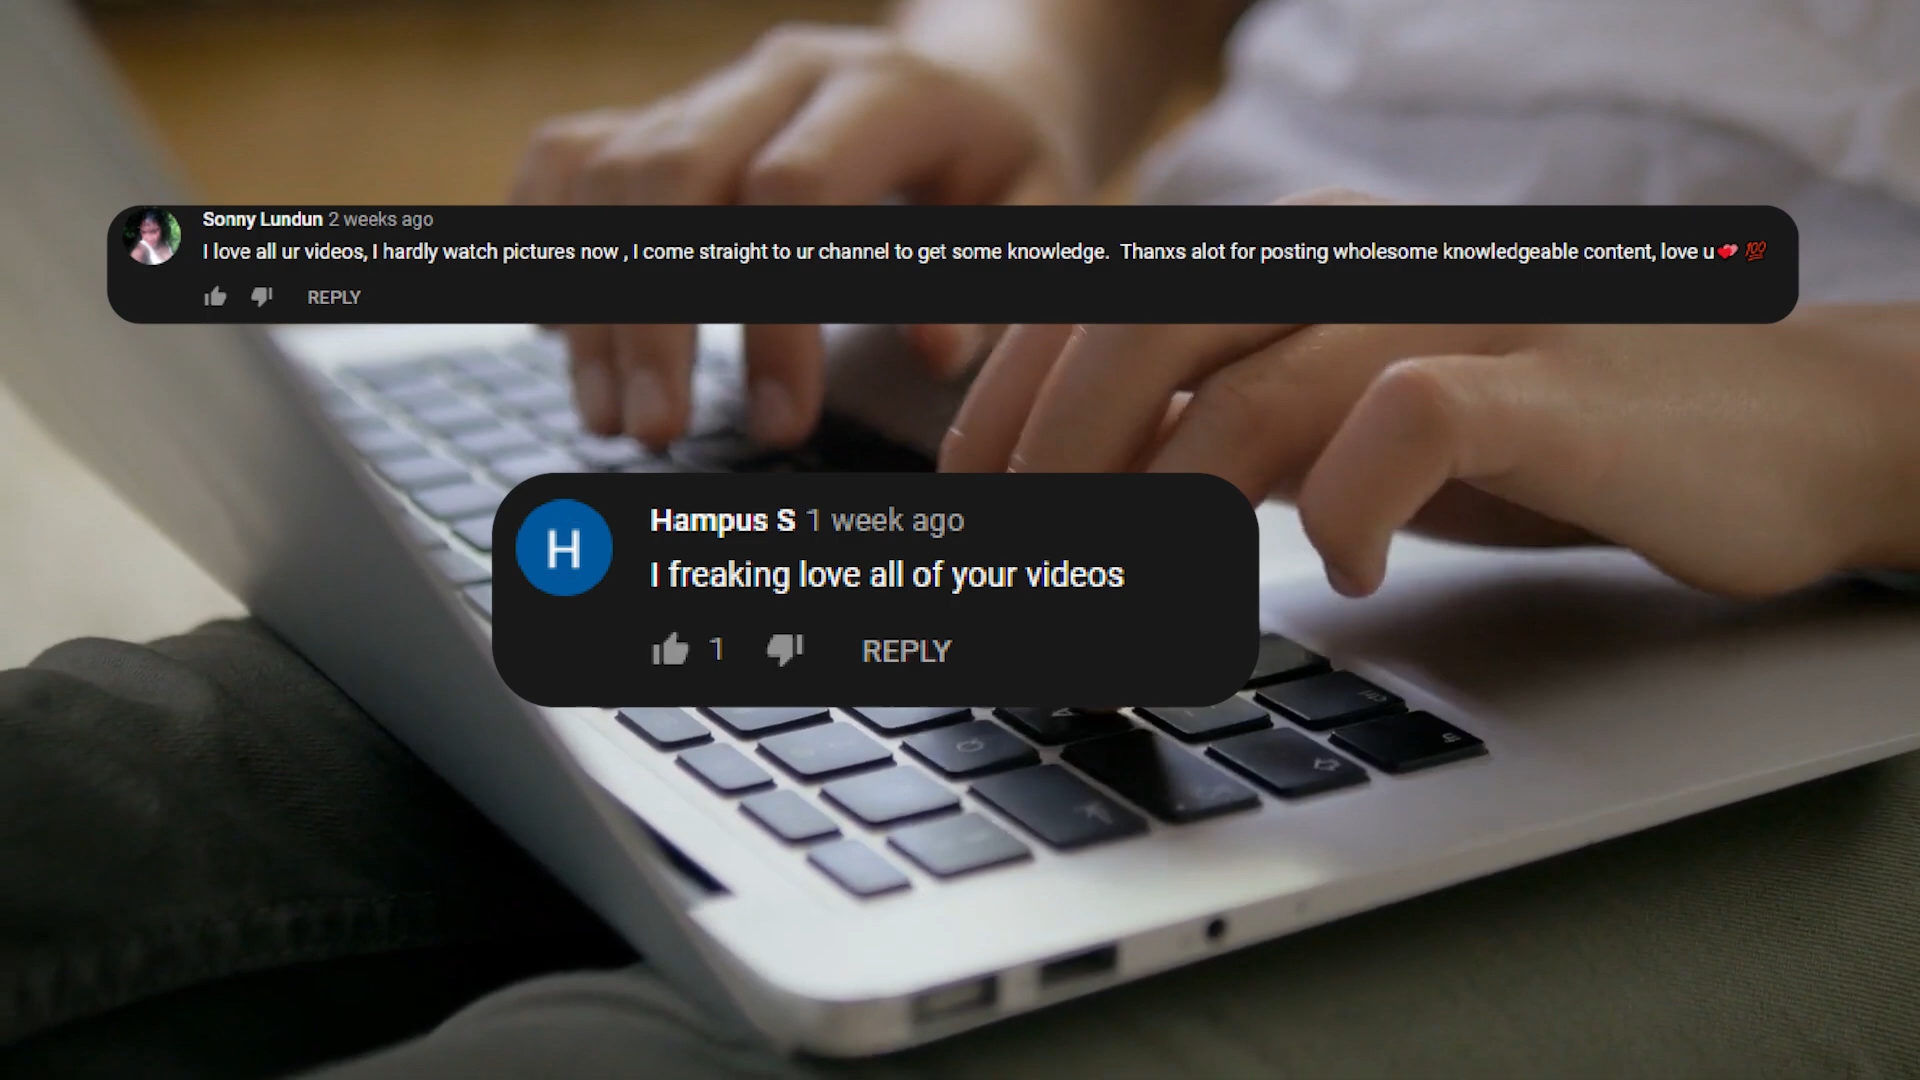 Sonny Lundun 2 weeks ago
I love all ur videos, I hardly watch pictures now , I come straight to ur channel to get some knowledge.  Thanxs alot for posting wholesome knowledgeable content, love u💕 💯
REPLY
H
Hampus S 1 week ago
I freaking love all of your videos
1
REPLY
ctrl
fn